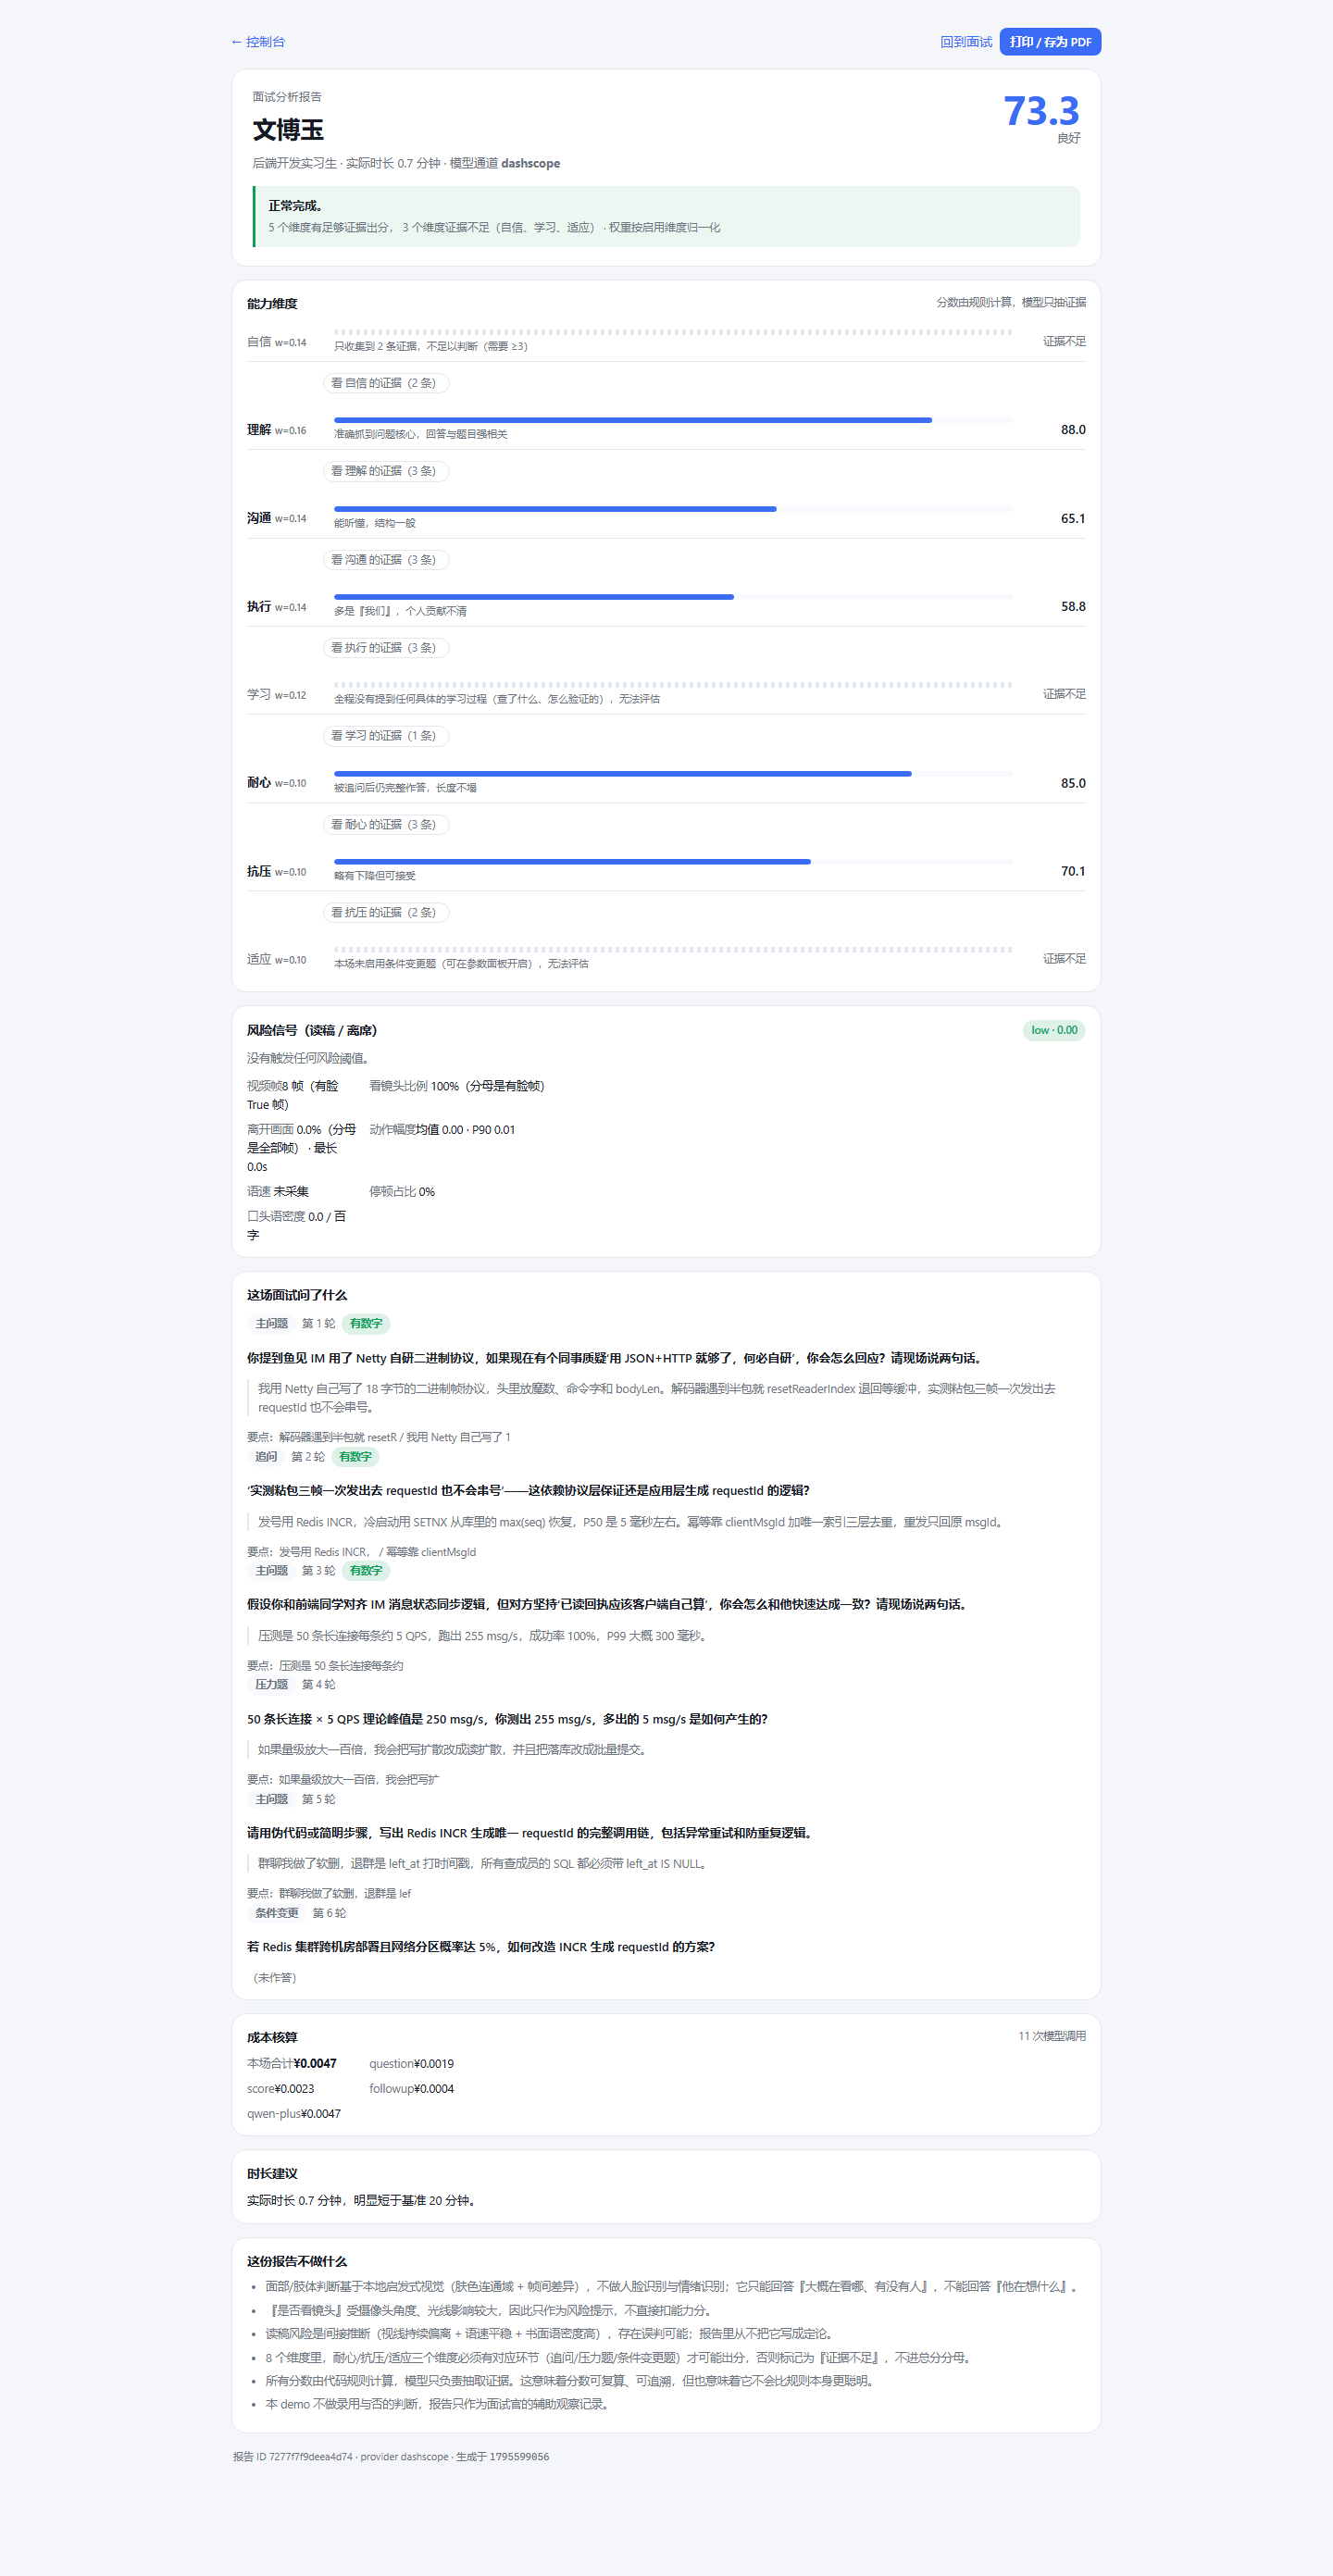 ← 控制台
回到面试
打印 / 存为 PDF
面试分析报告
文博玉
73.3
良好
后端开发实习生 · 实际时长 0.7 分钟 · 模型通道 dashscope
正常完成。
5 个维度有足够证据出分， 3 个维度证据不足（自信、学习、适应） · 权重按启用维度归一化
能力维度
分数由规则计算，模型只抽证据
自信 w=0.14
只收集到 2 条证据，不足以判断（需要 ≥3）
证据不足
看 自信 的证据（2 条）
理解 w=0.16
准确抓到问题核心，回答与题目强相关
88.0
看 理解 的证据（3 条）
沟通 w=0.14
能听懂，结构一般
65.1
看 沟通 的证据（3 条）
执行 w=0.14
多是『我们』，个人贡献不清
58.8
看 执行 的证据（3 条）
学习 w=0.12
全程没有提到任何具体的学习过程（查了什么、怎么验证的），无法评估
证据不足
看 学习 的证据（1 条）
耐心 w=0.10
被追问后仍完整作答，长度不塌
85.0
看 耐心 的证据（3 条）
抗压 w=0.10
略有下降但可接受
70.1
看 抗压 的证据（2 条）
适应 w=0.10
本场未启用条件变更题（可在参数面板开启），无法评估
证据不足
风险信号（读稿 / 离席）
low · 0.00
没有触发任何风险阈值。
视频帧8 帧（有脸
True 帧）
看镜头比例 100%（分母是有脸帧）
离开画面 0.0%（分母
是全部帧） · 最长
0.0s
动作幅度均值 0.00 · P90 0.01
语速 未采集
停顿占比 0%
口头语密度 0.0 / 百
字
这场面试问了什么
主问题 第 1 轮 有数字
你提到鱼见 IM 用了 Netty 自研二进制协议，如果现在有个同事质疑‘用 JSON+HTTP 就够了，何必自研’，你会怎么回应？请现场说两句话。
我用 Netty 自己写了 18 字节的二进制帧协议，头里放魔数、命令字和 bodyLen。解码器遇到半包就 resetReaderIndex 退回等缓冲，实测粘包三帧一次发出去
requestId 也不会串号。
要点：解码器遇到半包就 resetR / 我用 Netty 自己写了 1
追问 第 2 轮 有数字
‘实测粘包三帧一次发出去 requestId 也不会串号’——这依赖协议层保证还是应用层生成 requestId 的逻辑？
发号用 Redis INCR，冷启动用 SETNX 从库里的 max(seq) 恢复，P50 是 5 毫秒左右。幂等靠 clientMsgId 加唯一索引三层去重，重发只回原 msgId。
要点：发号用 Redis INCR， / 幂等靠 clientMsgId
主问题 第 3 轮 有数字
假设你和前端同学对齐 IM 消息状态同步逻辑，但对方坚持‘已读回执应该客户端自己算’，你会怎么和他快速达成一致？请现场说两句话。
压测是 50 条长连接每条约 5 QPS，跑出 255 msg/s，成功率 100%，P99 大概 300 毫秒。
要点：压测是 50 条长连接每条约
压力题 第 4 轮
50 条长连接 × 5 QPS 理论峰值是 250 msg/s，你测出 255 msg/s，多出的 5 msg/s 是如何产生的？
如果量级放大一百倍，我会把写扩散改成读扩散，并且把落库改成批量提交。
要点：如果量级放大一百倍，我会把写扩
主问题 第 5 轮
请用伪代码或简明步骤，写出 Redis INCR 生成唯一 requestId 的完整调用链，包括异常重试和防重复逻辑。
群聊我做了软删，退群是 left_at 打时间戳，所有查成员的 SQL 都必须带 left_at IS NULL。
要点：群聊我做了软删，退群是 lef
条件变更 第 6 轮
若 Redis 集群跨机房部署且网络分区概率达 5%，如何改造 INCR 生成 requestId 的方案？
（未作答）
成本核算
11 次模型调用
本场合计¥0.0047
question¥0.0019
score¥0.0023
followup¥0.0004
qwen-plus¥0.0047
时长建议
实际时长 0.7 分钟，明显短于基准 20 分钟。
这份报告不做什么
• 面部/肢体判断基于本地启发式视觉（肤色连通域 + 帧间差异），不做人脸识别与情绪识别；它只能回答『大概在看哪、有没有人』，不能回答『他在想什么』。
• 『是否看镜头』受摄像头角度、光线影响较大，因此只作为风险提示，不直接扣能力分。
• 读稿风险是间接推断（视线持续偏离 + 语速平稳 + 书面语密度高），存在误判可能；报告里从不把它写成定论。
• 8 个维度里，耐心/抗压/适应三个维度必须有对应环节（追问/压力题/条件变更题）才可能出分，否则标记为『证据不足』，不进总分分母。
• 所有分数由代码规则计算，模型只负责抽取证据。这意味着分数可复算、可追溯，但也意味着它不会比规则本身更聪明。
• 本 demo 不做录用与否的判断，报告只作为面试官的辅助观察记录。
报告 ID 7277f7f9deea4d74 · provider dashscope · 生成于 1795599056